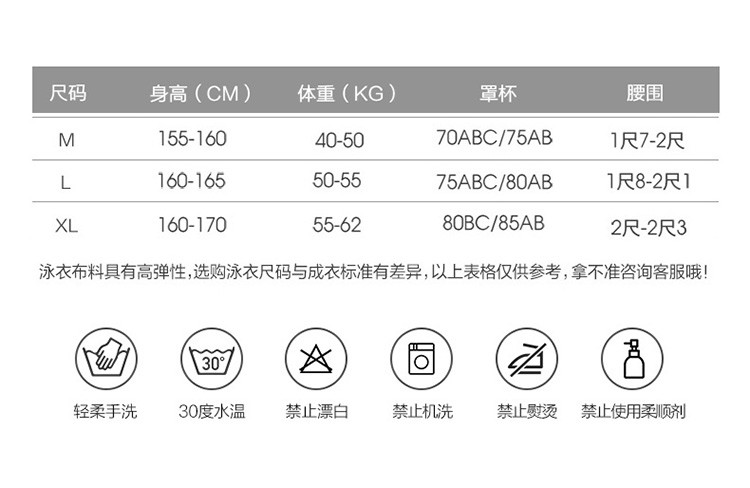 尺码 身高(CM) 体重(KG) 罩杯 腰围
M 155-160 40-50 70ABC/75AB 1尺7-2尺
L 160-165 50-55 75ABC/80AB 1尺8-2尺1
XL 160-170 55-62 80BC/85AB 2尺-2尺3
泳衣布料具有高弹性,选购泳衣尺码与成衣标准有差异,以上表格仅供参考,拿不准咨询客服哦!
30°
轻柔手洗 30度水温 禁止漂白 禁止机洗 禁止熨烫 禁止使用柔顺剂